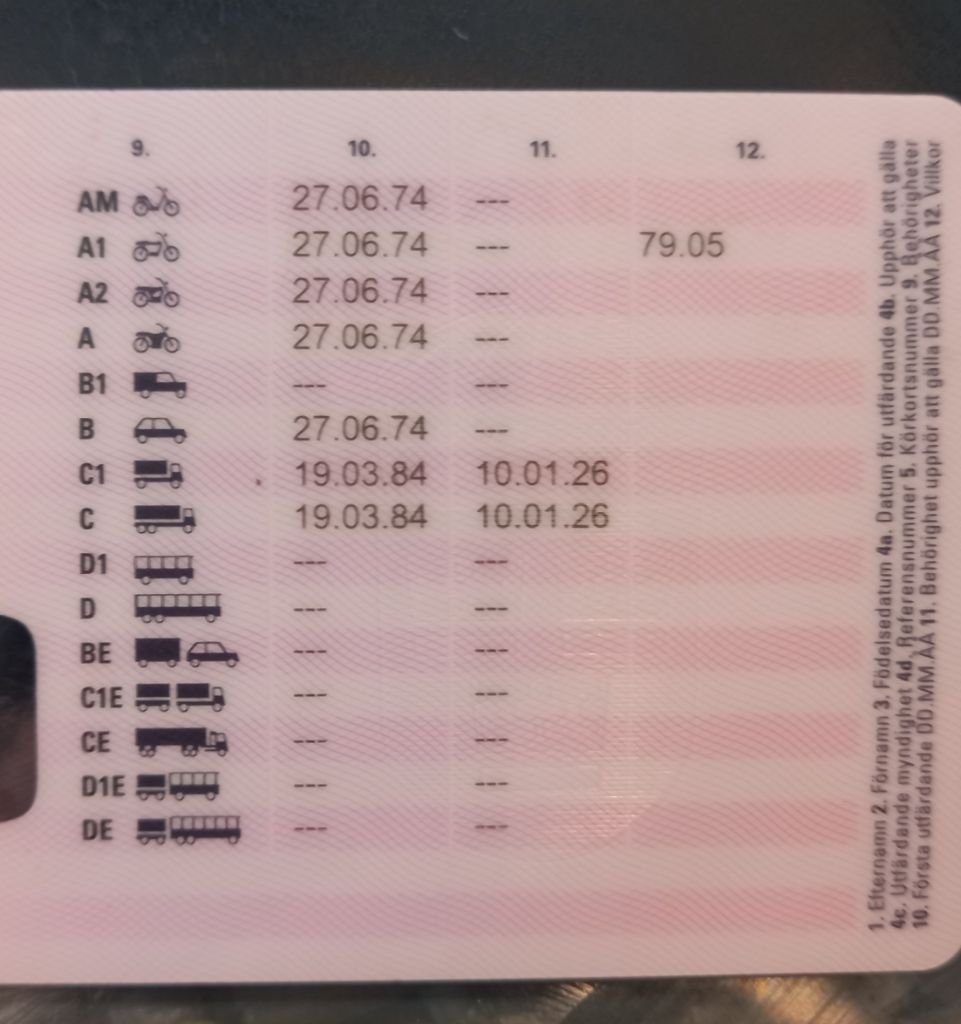 9. 10. 11. 12.
AM 27.06.74 ---
A1 27.06.74 --- 79.05
A2 27.06.74 ---
A 27.06.74 ---
B1 --- ---
B 27.06.74 ---
C1 19.03.84 10.01.26
C 19.03.84 10.01.26
D1 --- ---
D --- ---
BE --- ---
C1E --- ---
CE --- ---
D1E --- ---
DE --- ---
1. Efternamn 2. Förnamn 3. Födelsedatum 4a. Datum för utfärdande 4b. Upphör att gälla
4c. Utfärdande myndighet 4d. Referensnummer 5. Körkortsnummer 9. Behörigheter
10. Första utfärdande DD.MM.ÅÅ 11. Behörighet upphör att gälla DD.MM.ÅÅ 12. Villkor